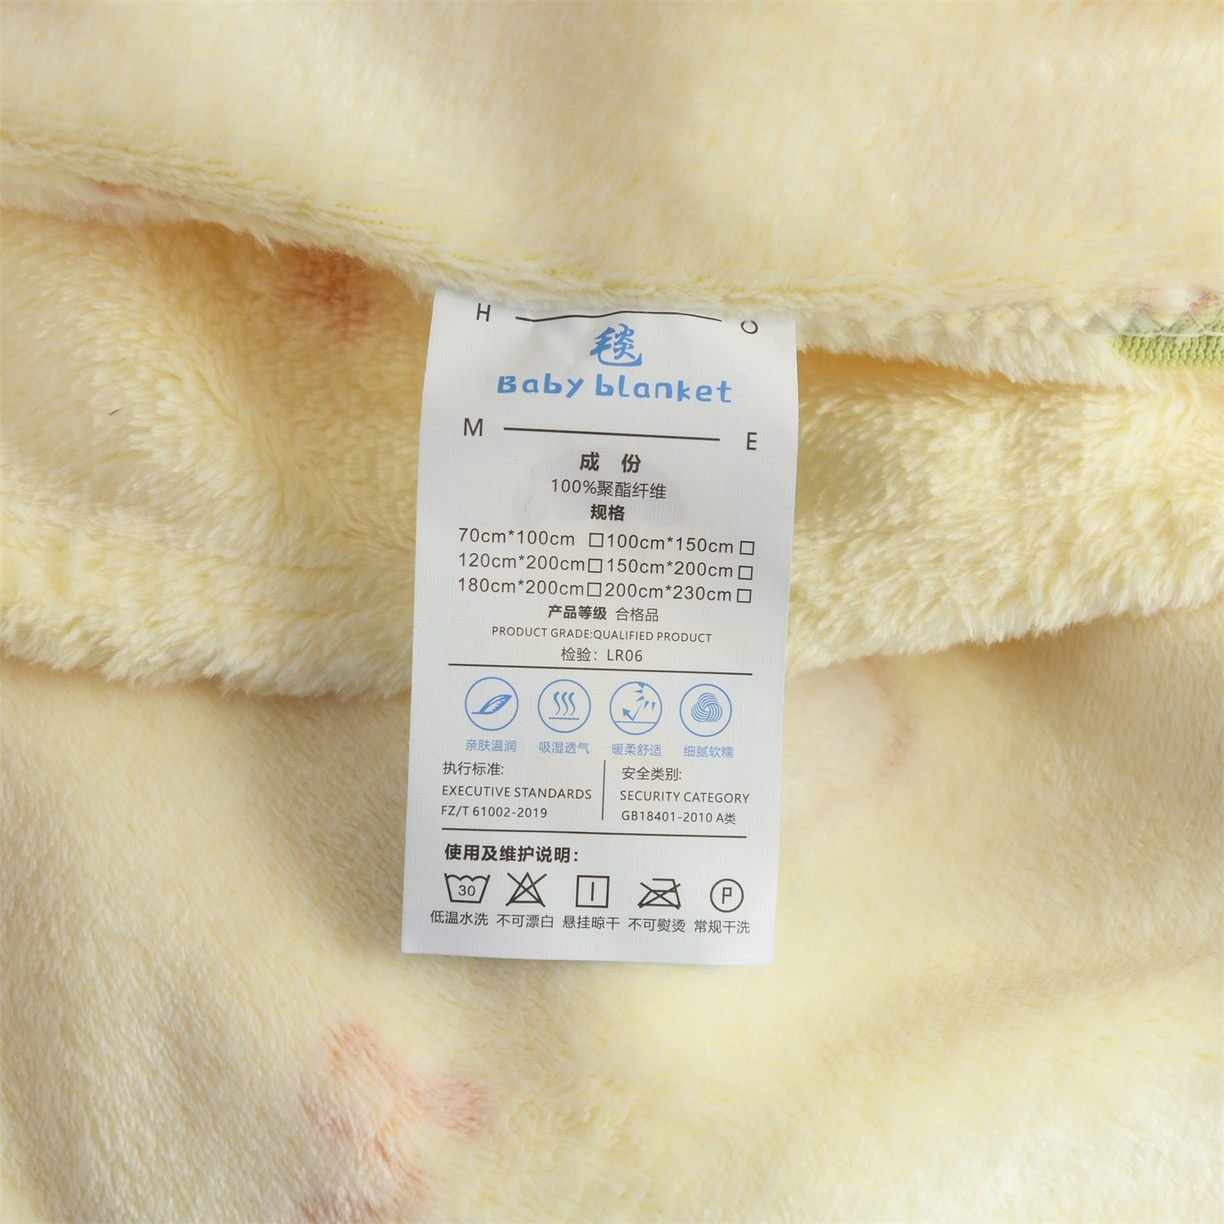 H O
毯
Baby blanket
M E
成 份
100%聚酯纤维
规格
70cm*100cm □100cm*150cm □
120cm*200cm□150cm*200cm □
180cm*200cm□200cm*230cm □
产品等级 合格品
PRODUCT GRADE:QUALIFIED PRODUCT
检验: LR06
亲肤温润 吸湿透气 暖柔舒适 细腻软糯
执行标准:
EXECUTIVE STANDARDS
FZ/T 61002-2019
安全类别:
SECURITY CATEGORY
GB18401-2010 A类
使用及维护说明:
30 P
低温水洗 不可漂白 悬挂晾干 不可熨烫 常规干洗